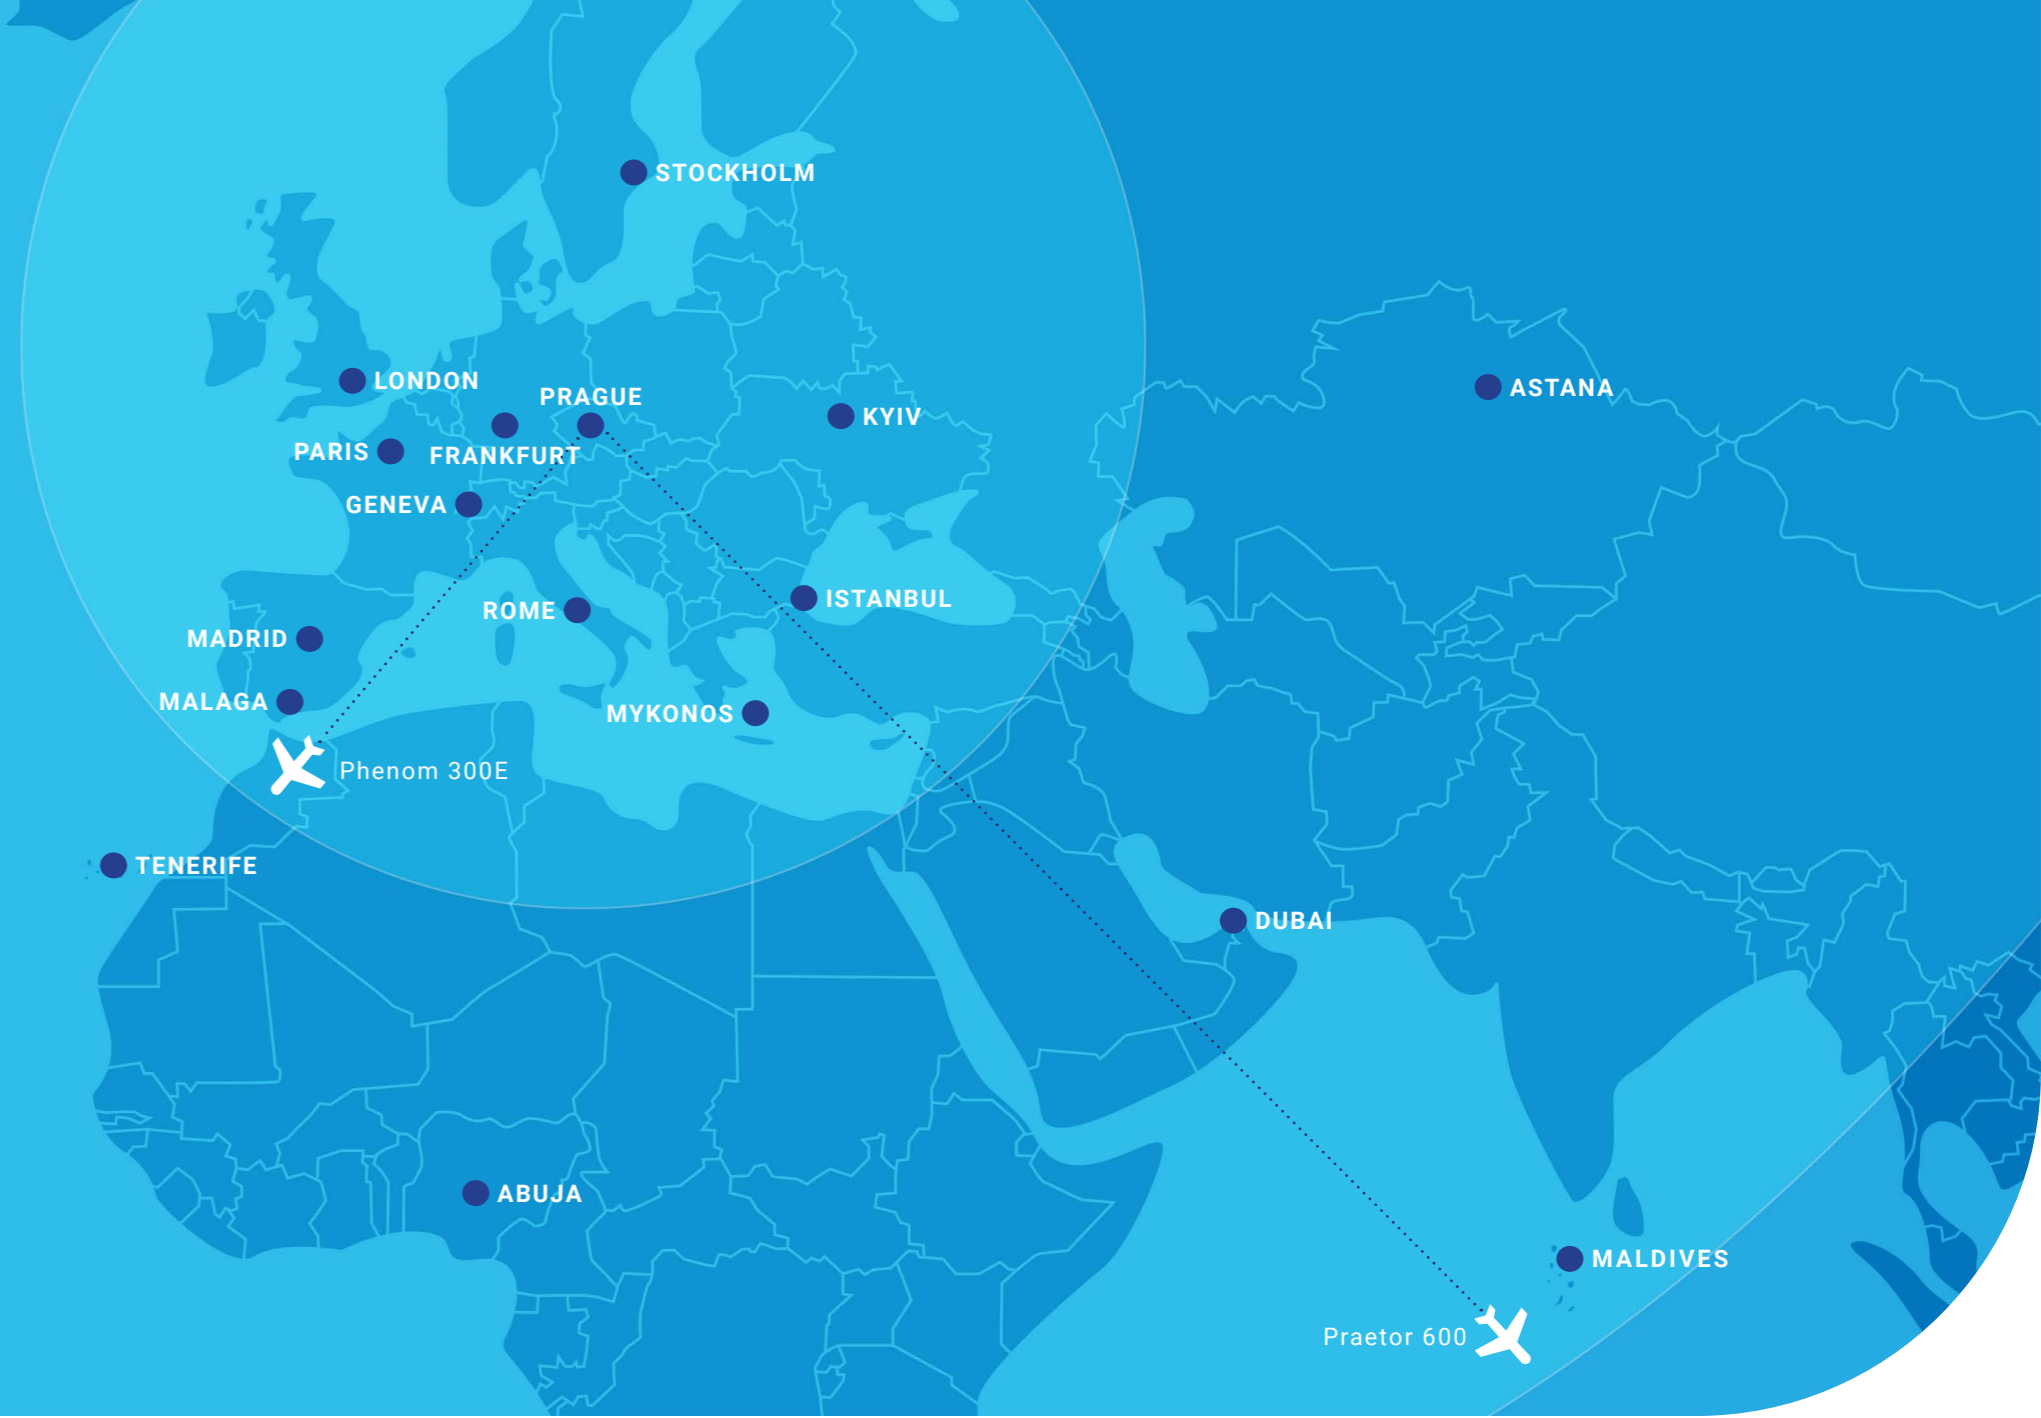 STOCKHOLM
LONDON
PRAGUE
ASTANA
KYIV
PARIS
FRANKFURT
GENEVA
ISTANBUL
ROME
MADRID
MALAGA
MYKONOS
Phenom 300E
TENERIFE
DUBAI
ABUJA
MALDIVES
Praetor 600